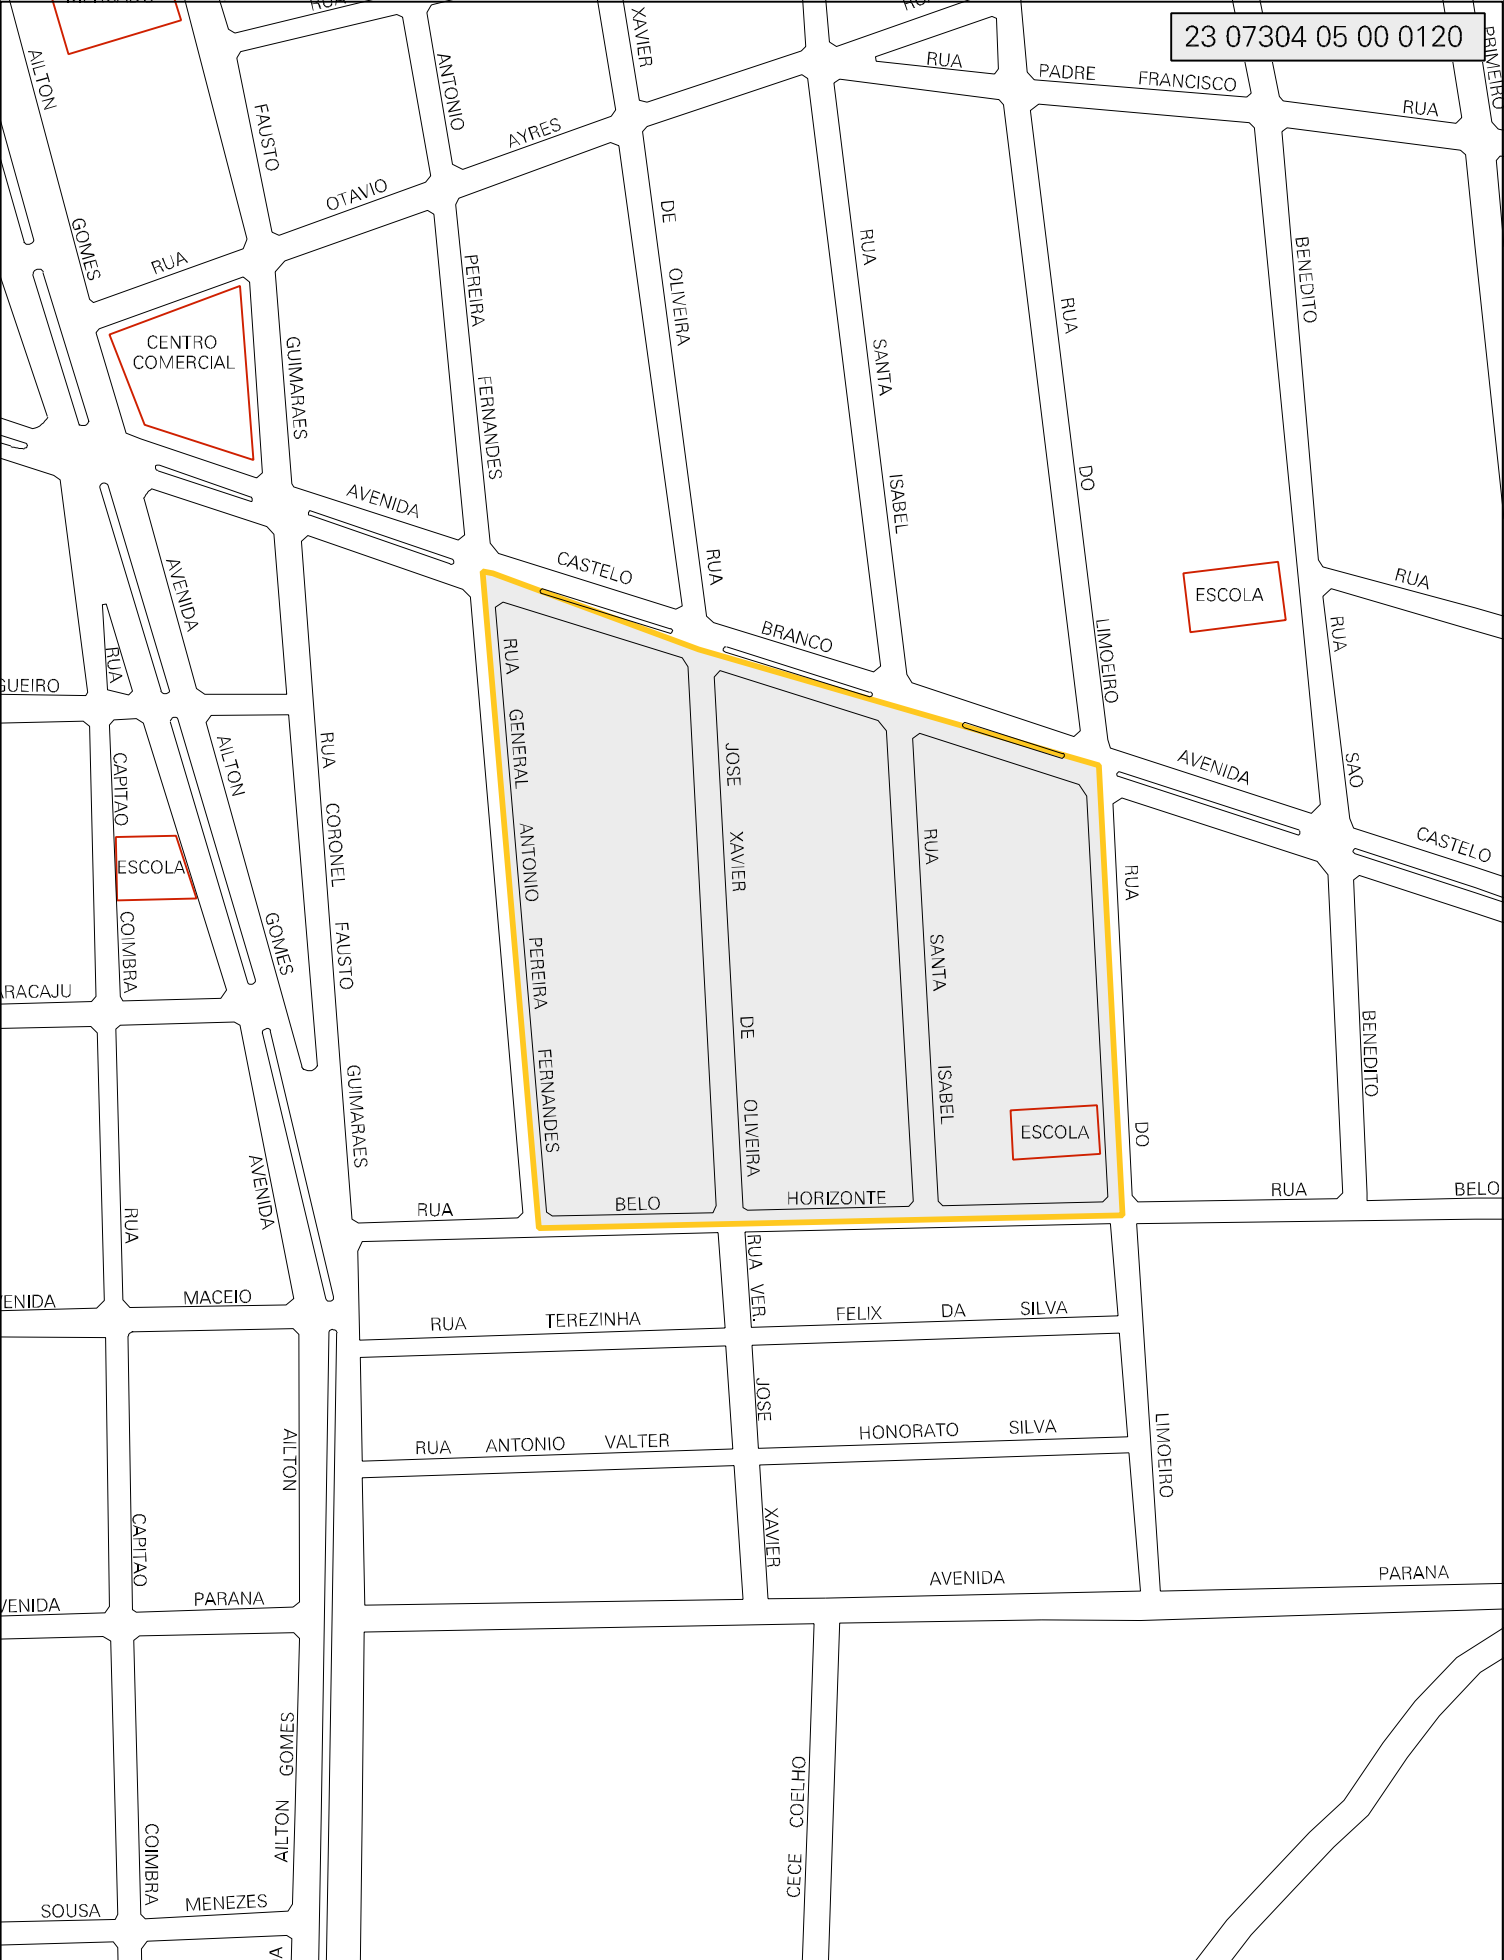 23 07304 05 00 0120
AILTON
XAVIER
ANTONIO
RUA
PADRE
FRANCISCO
RUA
FAUSTO
AYRES
OTAVIO
GOMES
RUA
DE
OLIVEIRA
RUA
BENEDITO
PEREIRA
RUA
CENTRO
COMERCIAL
GUIMARAES
FERNANDES
SANTA
DO
ISABEL
AVENIDA
CASTELO
RUA
AVENIDA
ESCOLA
RUA
BRANCO
LIMOEIRO
RUA
RUA
RUA
GUEIRO
GENERAL
RUA
AILTON
JOSE
AVENIDA
SAO
CAPITAO
CORONEL
ANTONIO
XAVIER
RUA
RUA
CASTELO
ESCOLA
COIMBRA
GOMES
FAUSTO
PEREIRA
SANTA
ARACAJU
DE
BENEDITO
GUIMARAES
FERNANDES
ISABEL
OLIVEIRA
ESCOLA
DO
AVENIDA
RUA
RUA
BELO
HORIZONTE
RUA
BELO
RUA VER.
VENIDA
MACEIO
RUA
TEREZINHA
FELIX
DA
SILVA
JOSE
AILTON
RUA
ANTONIO
VALTER
HONORATO
SILVA
LIMOEIRO
CAPITAO
XAVIER
VENIDA
PARANA
AVENIDA
PARANA
AILTON GOMES
CECE COELHO
COIMBRA
SOUSA
MENEZES